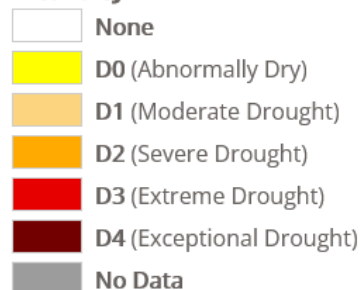 None
D0 (Abnormally Dry)
D1 (Moderate Drought)
D2 (Severe Drought)
D3 (Extreme Drought)
D4 (Exceptional Drought)
No Data